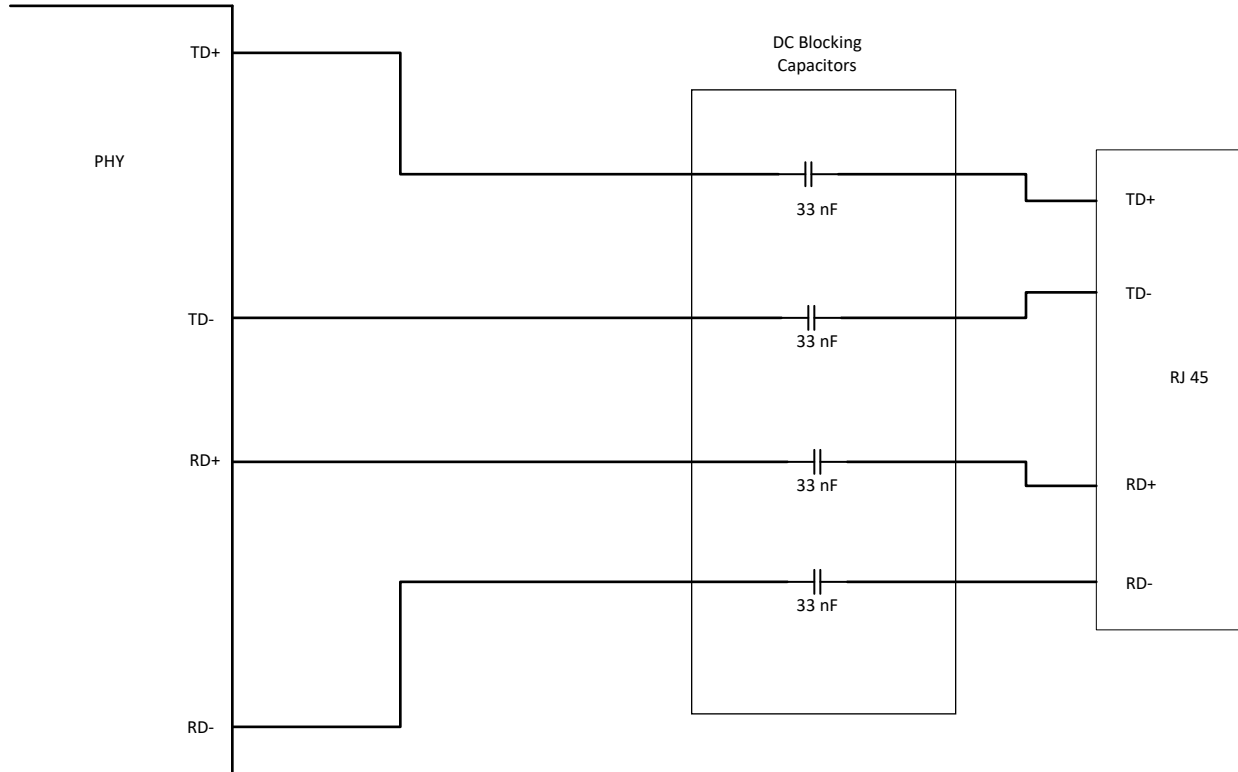 DC Blocking
Capacitors
TD+
PHY
33 nF
TD+
TD-
33 nF
TD-
RJ 45
RD+
33 nF
RD+
33 nF
RD-
RD-